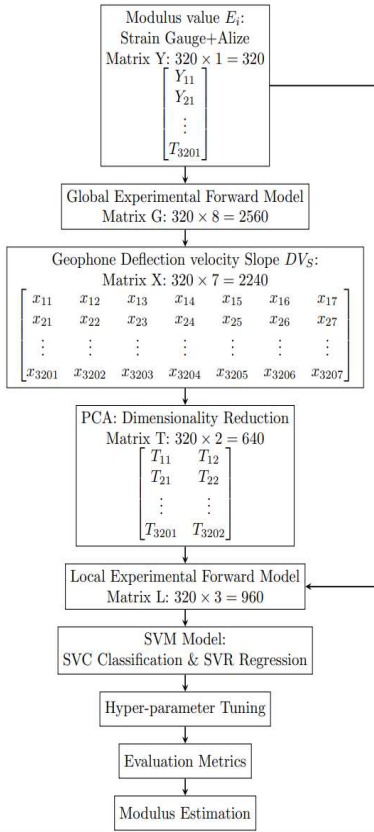 Modulus value E_i:
Strain Gauge+Alize
Matrix Y: 320 × 1 = 320
Y_11
Y_21
⋮
T_3201
Global Experimental Forward Model
Matrix G: 320 × 8 = 2560
Geophone Deflection velocity Slope DV_S:
Matrix X: 320 × 7 = 2240
x_11 x_12 x_13 x_14 x_15 x_16 x_17
x_21 x_22 x_23 x_24 x_25 x_26 x_27
⋮ ⋮ ⋮ ⋮ ⋮ ⋮ ⋮
x_3201 x_3202 x_3203 x_3204 x_3205 x_3206 x_3207
PCA: Dimensionality Reduction
Matrix T: 320 × 2 = 640
T_11 T_12
T_21 T_22
⋮ ⋮
T_3201 T_3202
Local Experimental Forward Model
Matrix L: 320 × 3 = 960
SVM Model:
SVC Classification & SVR Regression
Hyper-parameter Tuning
Evaluation Metrics
Modulus Estimation